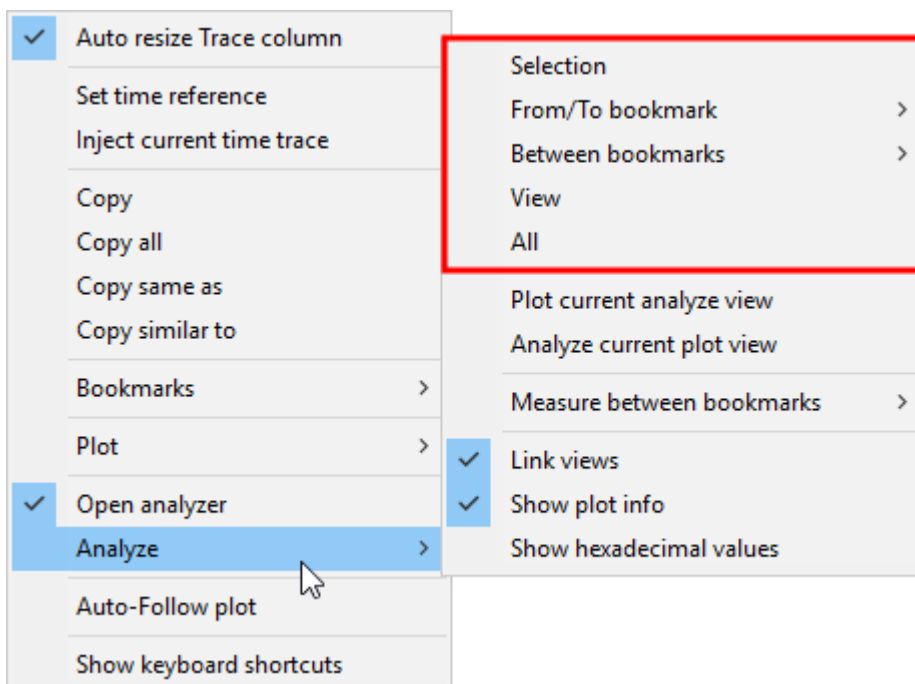 Auto resize Trace column
Set time reference
Inject current time trace
Copy
Copy all
Copy same as
Copy similar to
Bookmarks
Plot
Open analyzer
Analyze
Auto-Follow plot
Show keyboard shortcuts
Selection
From/To bookmark
Between bookmarks
View
All
Plot current analyze view
Analyze current plot view
Measure between bookmarks
Link views
Show plot info
Show hexadecimal values